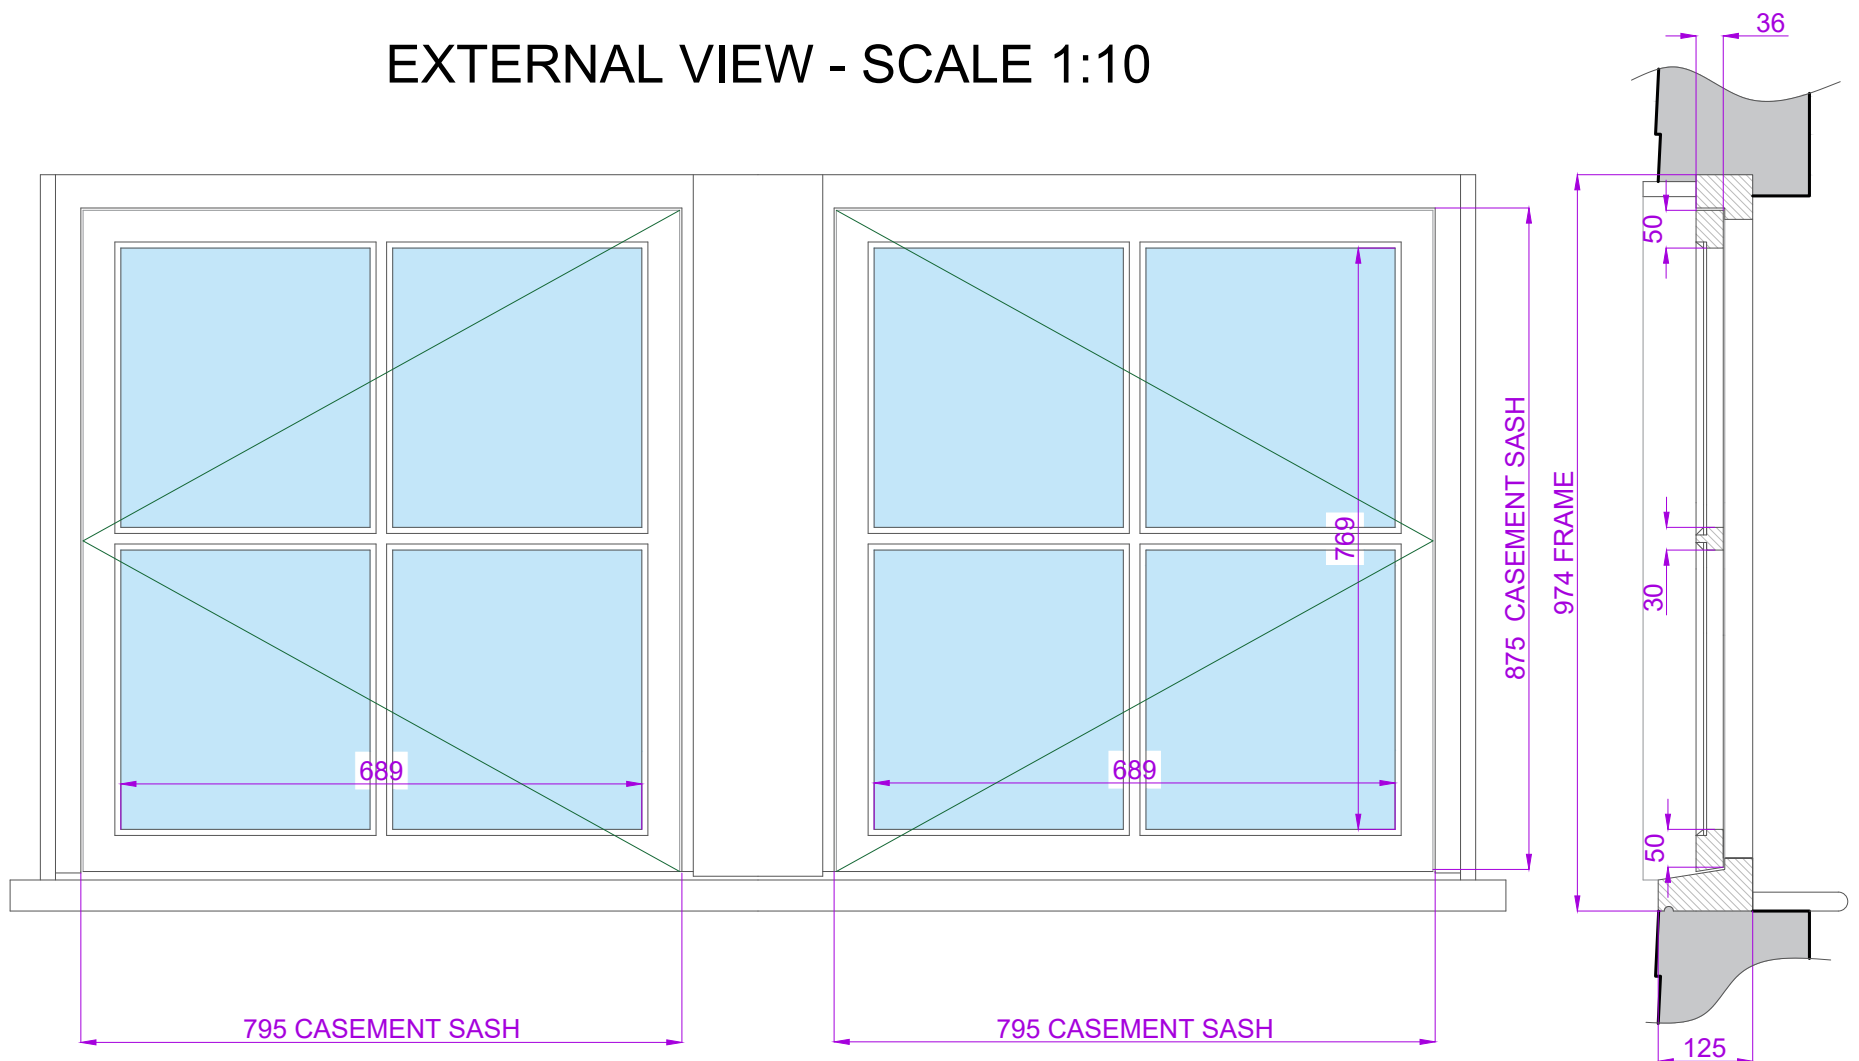 EXTERNAL VIEW - SCALE 1:10
36
50
769
875 CASEMENT SASH
974 FRAME
30
689
689
50
795 CASEMENT SASH
795 CASEMENT SASH
125